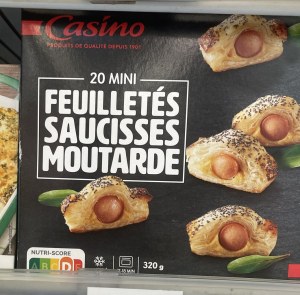 Casino
PRODUITS DE QUALITÉ DEPUIS 1901
20 MINI
FEUILLETÉS
SAUCISSES
MOUTARDE
NUTRI-SCORE
A B C D E
320 g